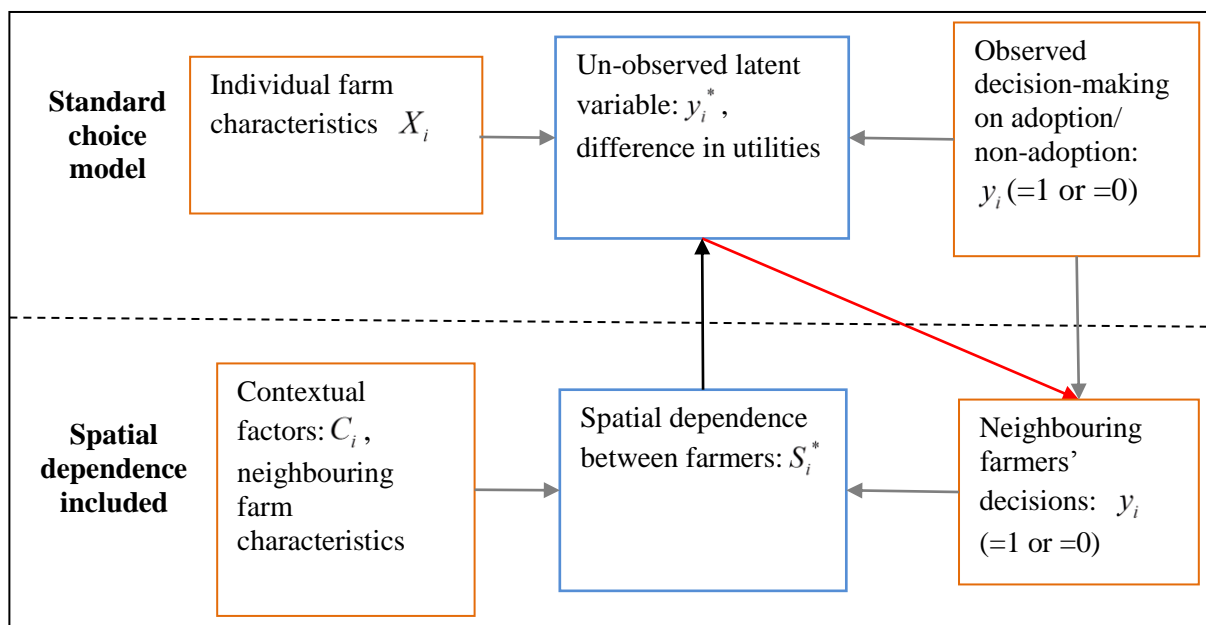 Standard
choice
model
Individual farm
characteristics X_i
Un-observed latent
variable: y_i^* ,
difference in utilities
Observed
decision-making
on adoption/
non-adoption:
y_i (=1 or =0)
Spatial
dependence
included
Contextual
factors: C_i ,
neighbouring
farm
characteristics
Spatial dependence
between farmers: S_i^*
Neighbouring
farmers’
decisions: y_i
(=1 or =0)